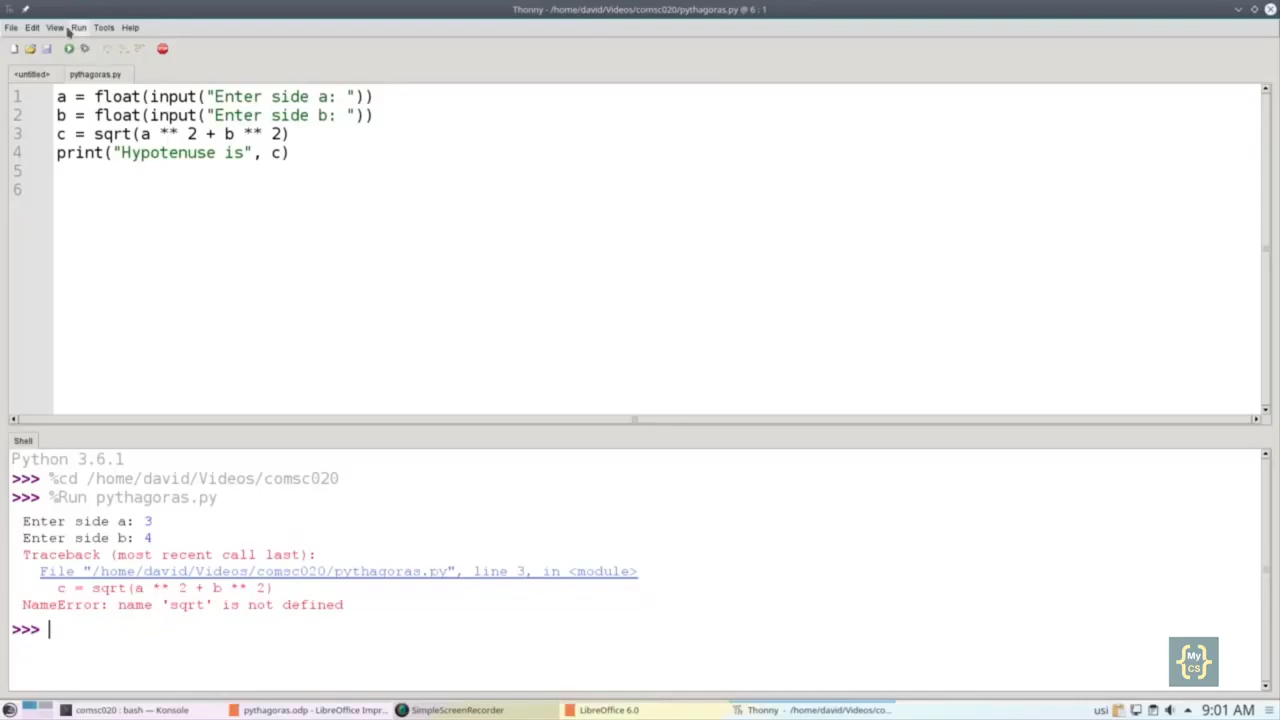 Thonny - /home/david/Videos/comsc020/pythagoras.py @ 6 : 1
File Edit View Run Tools Help
STOP
<untitled> pythagoras.py
1 a = float(input("Enter side a: "))
2 b = float(input("Enter side b: "))
3 c = sqrt(a ** 2 + b ** 2)
4 print("Hypotenuse is", c)
5
6
Shell
Python 3.6.1
>>> %cd /home/david/Videos/comsc020
>>> %Run pythagoras.py
Enter side a: 3
Enter side b: 4
Traceback (most recent call last):
File "/home/david/Videos/comsc020/pythagoras.py", line 3, in <module>
c = sqrt(a ** 2 + b ** 2)
NameError: name 'sqrt' is not defined
>>>
{My CS}
comsc020 : bash — Konsole pythagoras.odp - LibreOffice Impr... SimpleScreenRecorder LibreOffice 6.0 Thonny - /home/david/Videos/co... usi 9:01 AM